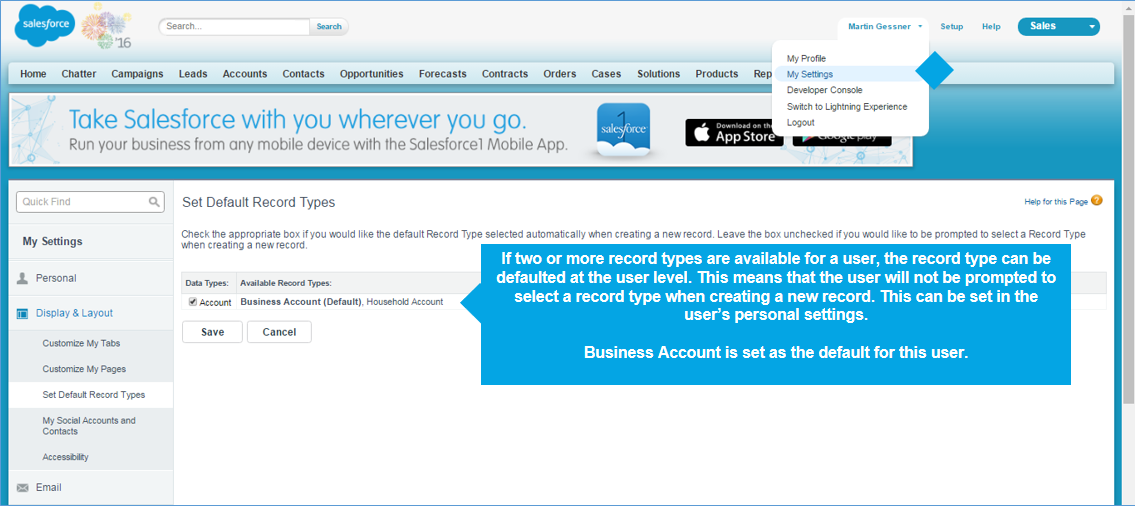 salesforce
'16
Search...
Search
Martin Gessner
Setup
Help
Sales
My Profile
My Settings
Developer Console
Switch to Lightning Experience
Logout
Home Chatter Campaigns Leads Accounts Contacts Opportunities Forecasts Contracts Orders Cases Solutions Products Rep
Take Salesforce with you wherever you go.
Run your business from any mobile device with the Salesforce1 Mobile App.
1
salesforce
Download on the
App Store
Google play
Quick Find
My Settings
Personal
Display & Layout
Customize My Tabs
Customize My Pages
Set Default Record Types
My Social Accounts and
Contacts
Accessibility
Email
Set Default Record Types
Help for this Page ?
Check the appropriate box if you would like the default Record Type selected automatically when creating a new record. Leave the box unchecked if you would like to be prompted to select a Record Type
when creating a new record.
Data Types: Available Record Types:
Account Business Account (Default), Household Account
Save Cancel
If two or more record types are available for a user, the record type can be
defaulted at the user level. This means that the user will not be prompted to
select a record type when creating a new record. This can be set in the
user's personal settings.
Business Account is set as the default for this user.